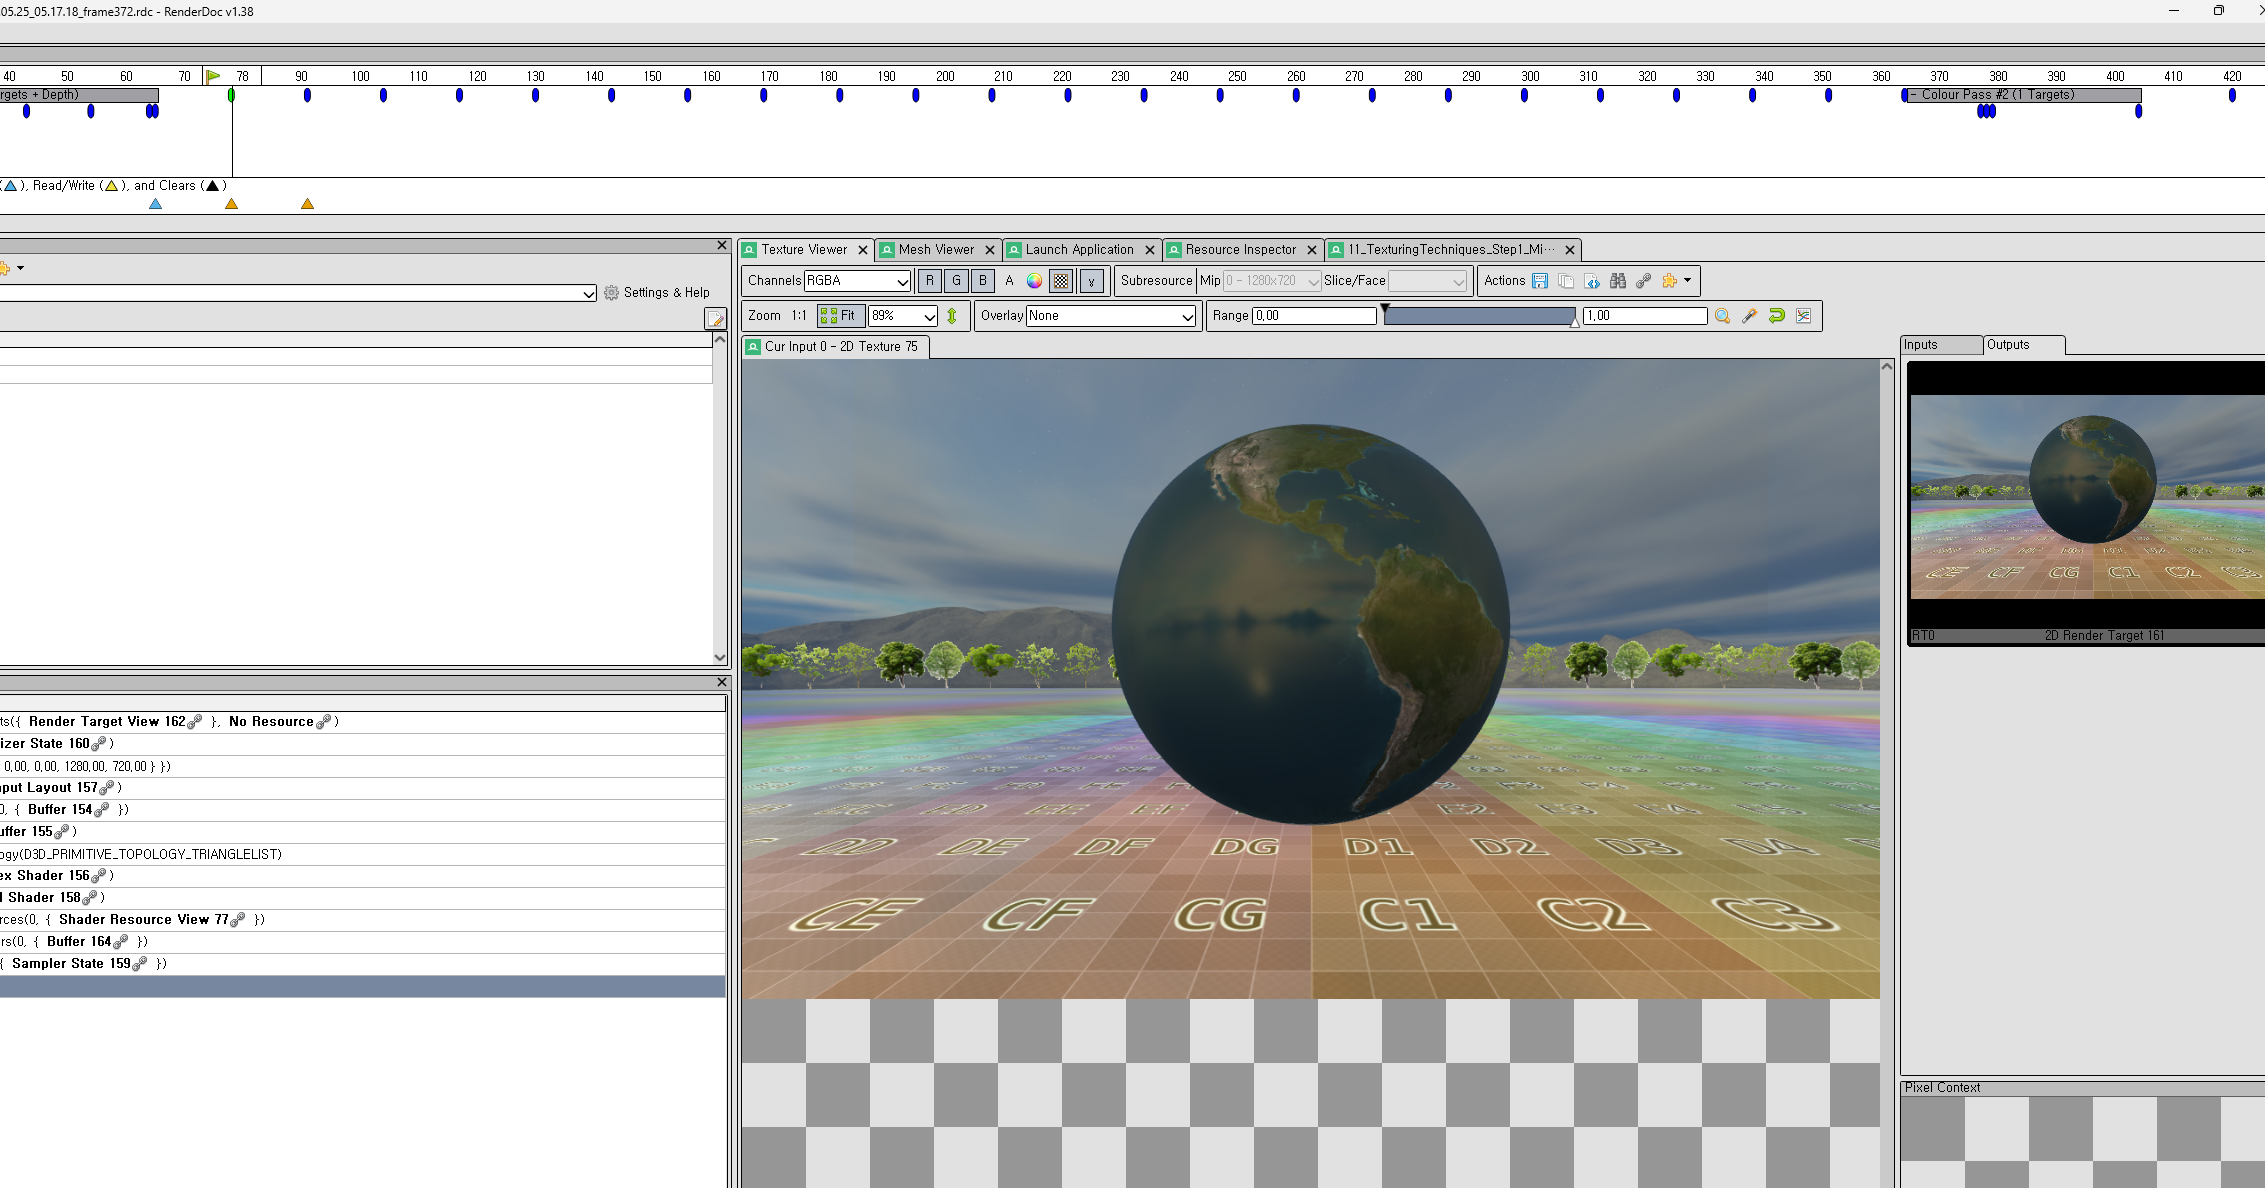 05.25_05.17.18_frame372.rdc - RenderDoc v1.38
40 50 60 70 78 90 100 110 120 130 140 150 160 170 180 190 200 210 220 230 240 250 260 270 280 290 300 310 320 330 340 350 360 370 380 390 400 410 420
rgets + Depth)
- Colour Pass #2 (1 Targets)
), Read/Write ( ), and Clears ( )
Texture Viewer
Mesh Viewer
Launch Application
Resource Inspector
11_TexturingTechniques_Step1_Mi···
Channels RGBA R G B A γ
Subresource Mip 0 - 1280x720 Slice/Face
Actions
Settings & Help
Zoom 1:1 Fit 89%
Overlay None
Range 0,00 1,00
Cur Input 0 - 2D Texture 75
Inputs Outputs
DD DE DF DG D1 D2 D3 D4
CE CF CG C1 C2 C3
E2 E3 E4
CE CF CG C1 C2 C3
RT0 2D Render Target 161
Pixel Context
ts({ Render Target View 162 }, No Resource )
izer State 160 )
0,00, 0,00, 1280,00, 720,00 } })
put Layout 157 )
0, { Buffer 154 })
uffer 155 )
ogy(D3D_PRIMITIVE_TOPOLOGY_TRIANGLELIST)
ex Shader 156 )
l Shader 158 )
rces(0, { Shader Resource View 77 })
rs(0, { Buffer 164 })
{ Sampler State 159 })